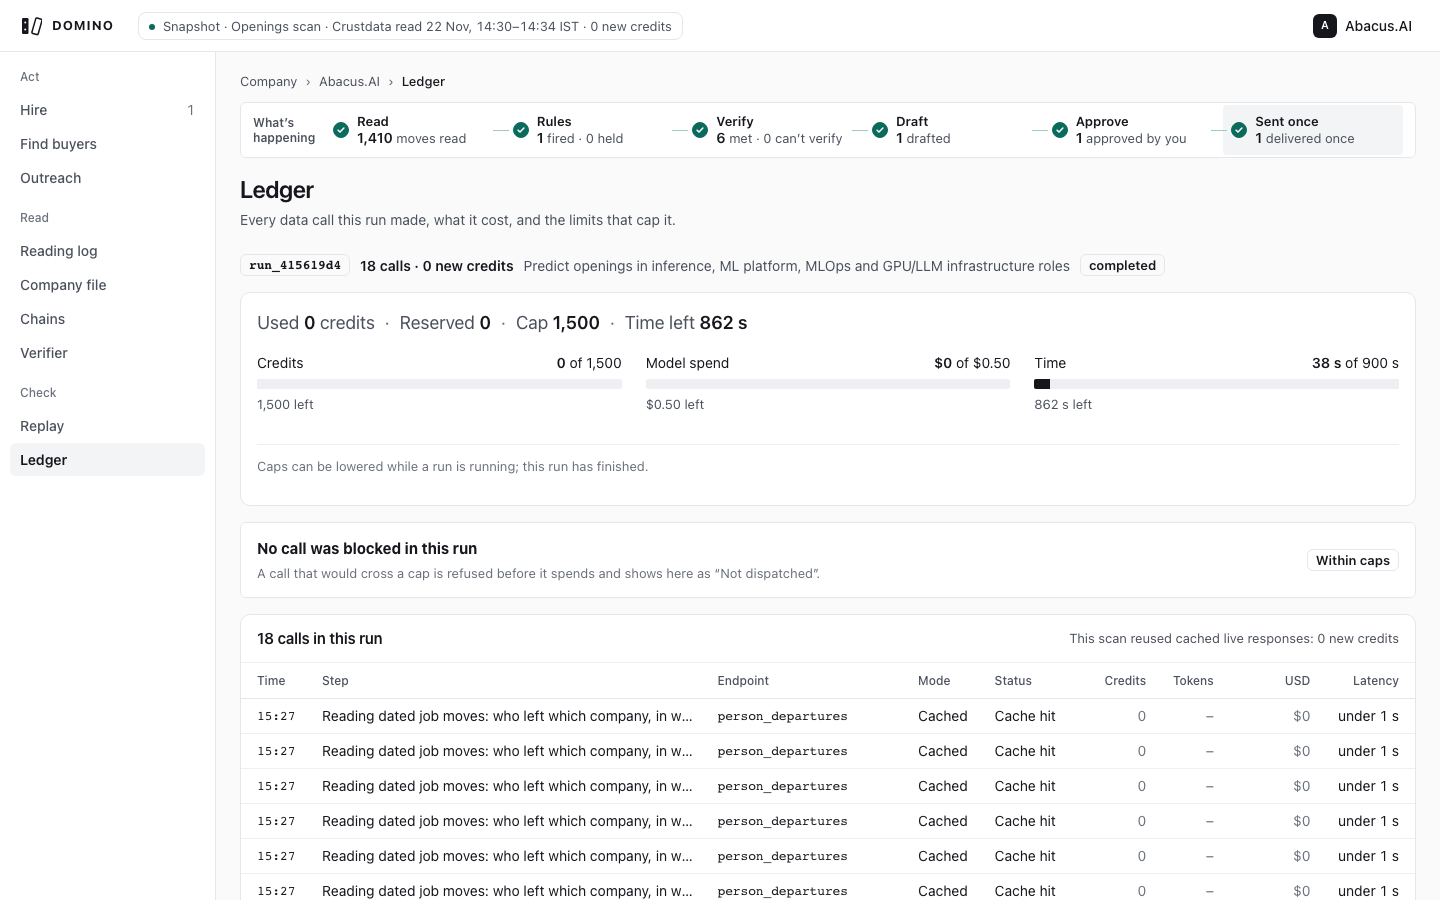 DOMINO
Snapshot · Openings scan · Crustdata read 22 Nov, 14:30–14:34 IST · 0 new credits
A
Abacus.AI
Act
Hire 1
Find buyers
Outreach
Read
Reading log
Company file
Chains
Verifier
Check
Replay
Ledger
Company › Abacus.AI › Ledger
What's happening
Read
1,410 moves read
Rules
1 fired · 0 held
Verify
6 met · 0 can't verify
Draft
1 drafted
Approve
1 approved by you
Sent once
1 delivered once
Ledger
Every data call this run made, what it cost, and the limits that cap it.
run_415619d4 18 calls · 0 new credits Predict openings in inference, ML platform, MLOps and GPU/LLM infrastructure roles completed
Used 0 credits · Reserved 0 · Cap 1,500 · Time left 862 s
Credits 0 of 1,500
1,500 left
Model spend $0 of $0.50
$0.50 left
Time 38 s of 900 s
862 s left
Caps can be lowered while a run is running; this run has finished.
No call was blocked in this run
A call that would cross a cap is refused before it spends and shows here as “Not dispatched”.
Within caps
18 calls in this run
This scan reused cached live responses: 0 new credits
Time Step Endpoint Mode Status Credits Tokens USD Latency
15:27 Reading dated job moves: who left which company, in w... person_departures Cached Cache hit 0 – $0 under 1 s
15:27 Reading dated job moves: who left which company, in w... person_departures Cached Cache hit 0 – $0 under 1 s
15:27 Reading dated job moves: who left which company, in w... person_departures Cached Cache hit 0 – $0 under 1 s
15:27 Reading dated job moves: who left which company, in w... person_departures Cached Cache hit 0 – $0 under 1 s
15:27 Reading dated job moves: who left which company, in w... person_departures Cached Cache hit 0 – $0 under 1 s
15:27 Reading dated job moves: who left which company, in w... person_departures Cached Cache hit 0 – $0 under 1 s